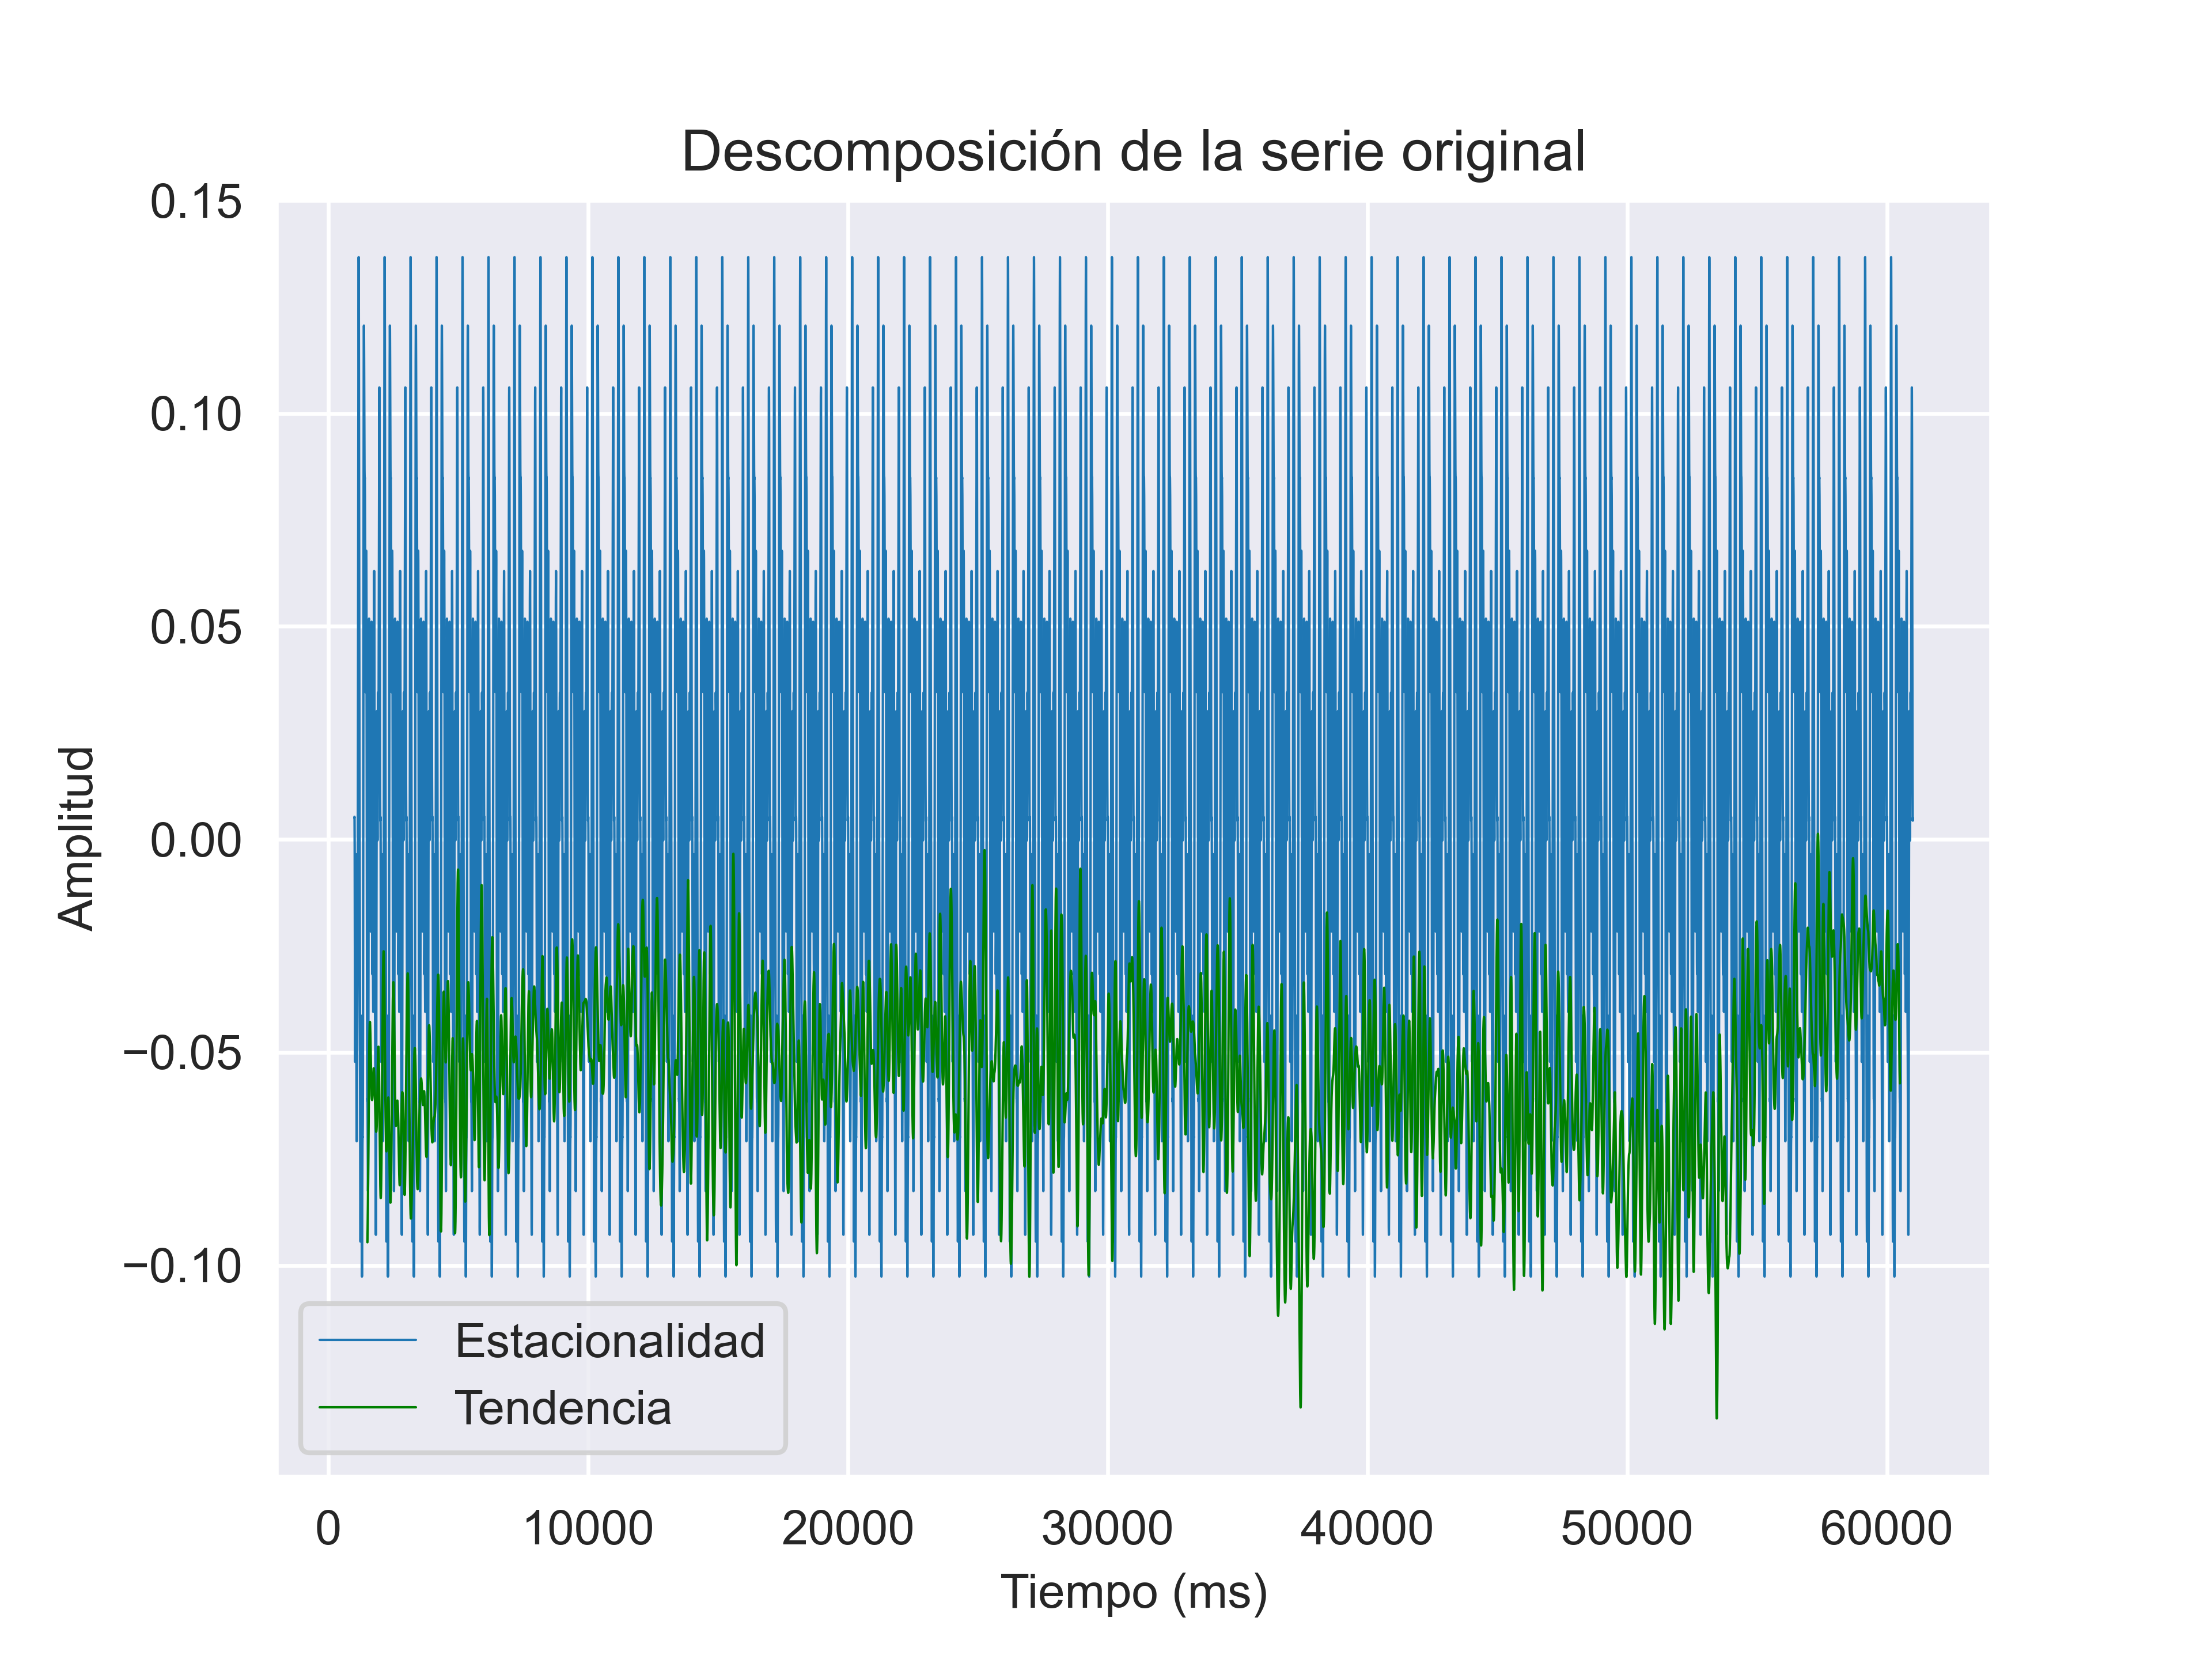 Descomposición de la serie original
0.15
0.10
0.05
0.00
−0.05
−0.10
Amplitud
Estacionalidad
Tendencia
0 10000 20000 30000 40000 50000 60000
Tiempo (ms)